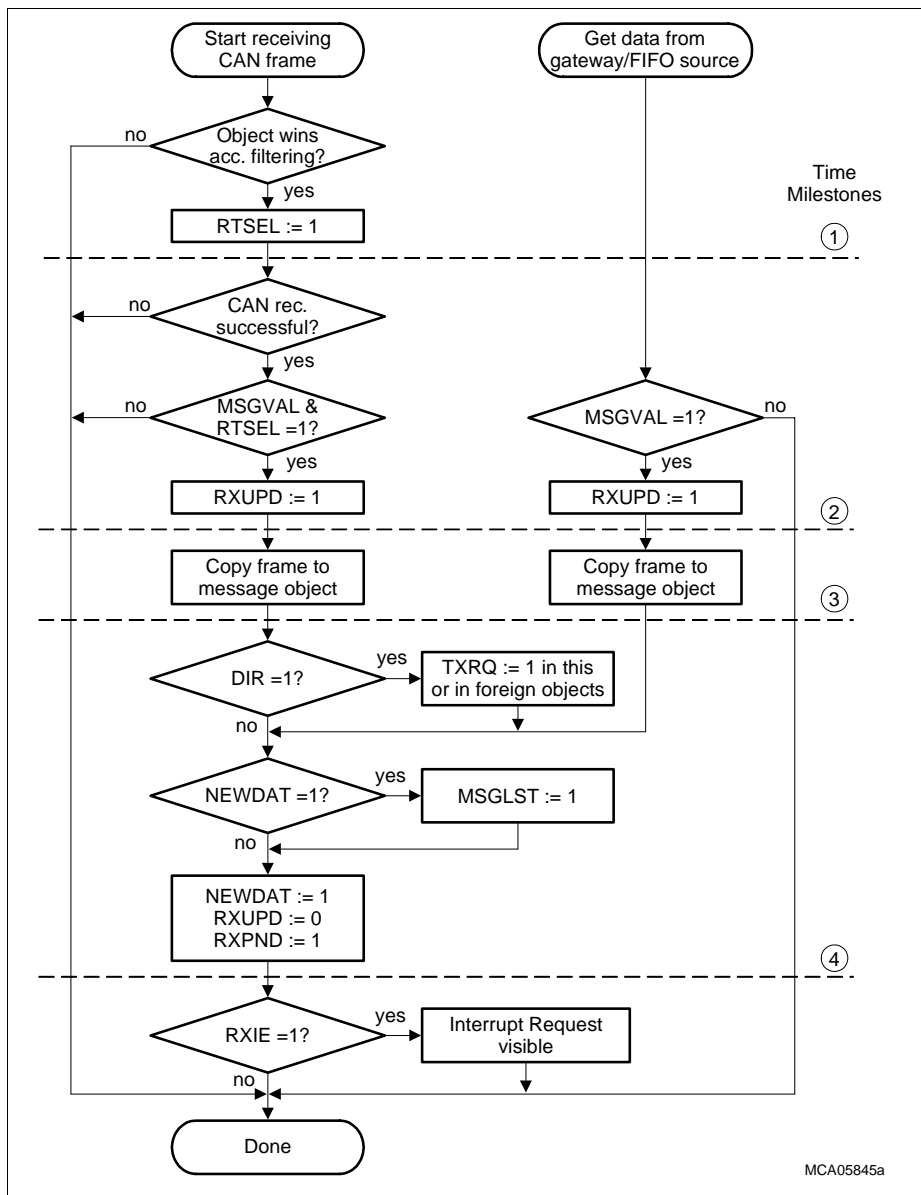 Start receiving
CAN frame
Get data from
gateway/FIFO source
no
Object wins
acc. filtering?
yes
Time
Milestones
RTSEL := 1
1
no
CAN rec.
successful?
yes
no
MSGVAL &
RTSEL =1?
MSGVAL =1?
no
yes
yes
RXUPD := 1
RXUPD := 1
2
Copy frame to
message object
Copy frame to
message object
3
DIR =1?
yes
TXRQ := 1 in this
or in foreign objects
no
NEWDAT =1?
yes
MSGLST := 1
no
NEWDAT := 1
RXUPD := 0
RXPND := 1
4
RXIE =1?
yes
Interrupt Request
visible
no
Done
MCA05845a